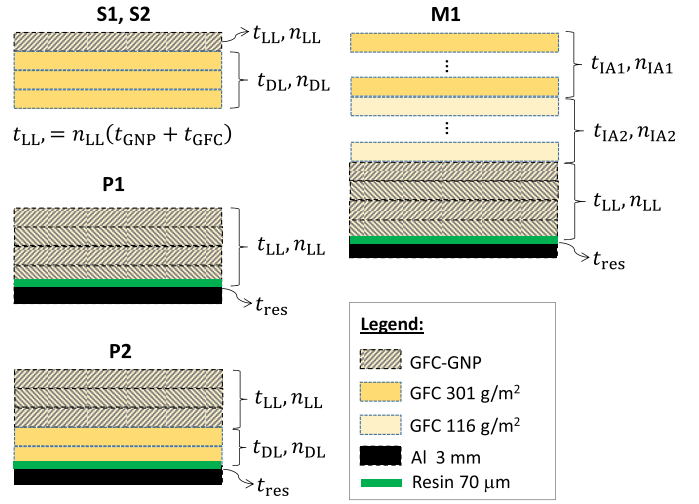 S1, S2
t_LL, n_LL
t_DL, n_DL
t_LL, = n_LL(t_GNP + t_GFC)
P1
t_LL, n_LL
t_res
P2
t_LL, n_LL
t_DL, n_DL
t_res
M1
⋮
t_IA1, n_IA1
⋮
t_IA2, n_IA2
t_LL, n_LL
t_res
Legend:
GFC-GNP
GFC 301 g/m²
GFC 116 g/m²
Al 3 mm
Resin 70 μm